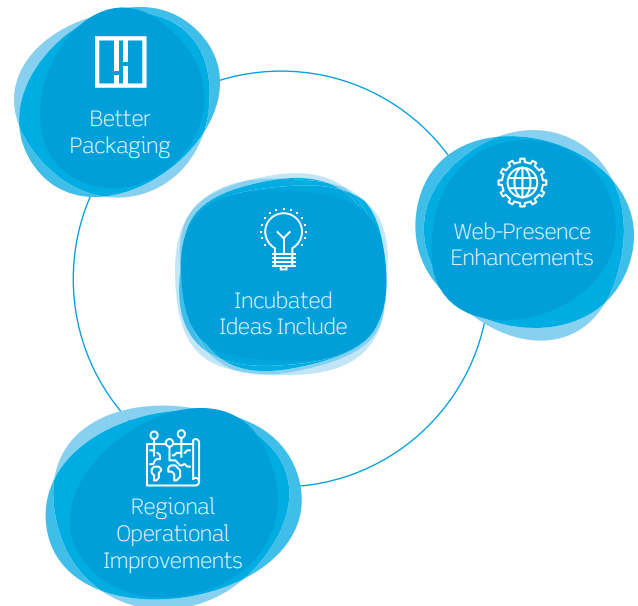 Better
Packaging
Web-Presence
Enhancements
Incubated
Ideas Include
Regional
Operational
Improvements